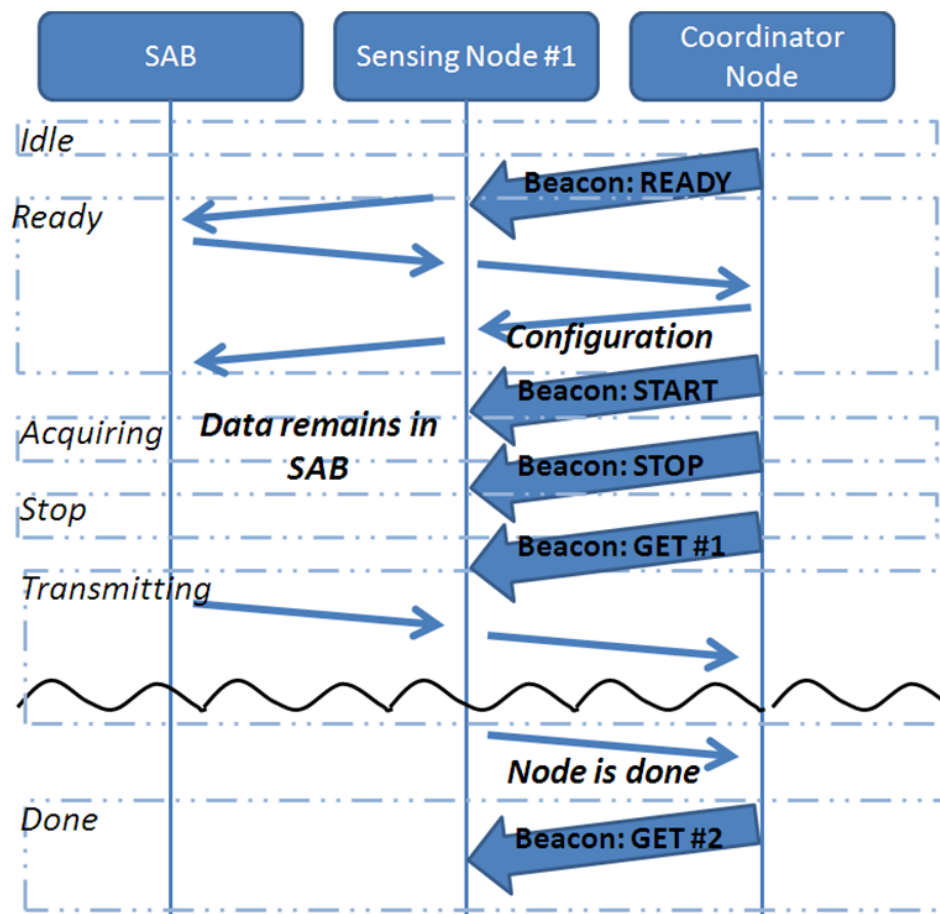 SAB
Sensing Node #1
Coordinator
Node
Idle
Beacon: READY
Ready
Configuration
Beacon: START
Acquiring
Data remains in
SAB
Beacon: STOP
Stop
Beacon: GET #1
Transmitting
Node is done
Done
Beacon: GET #2